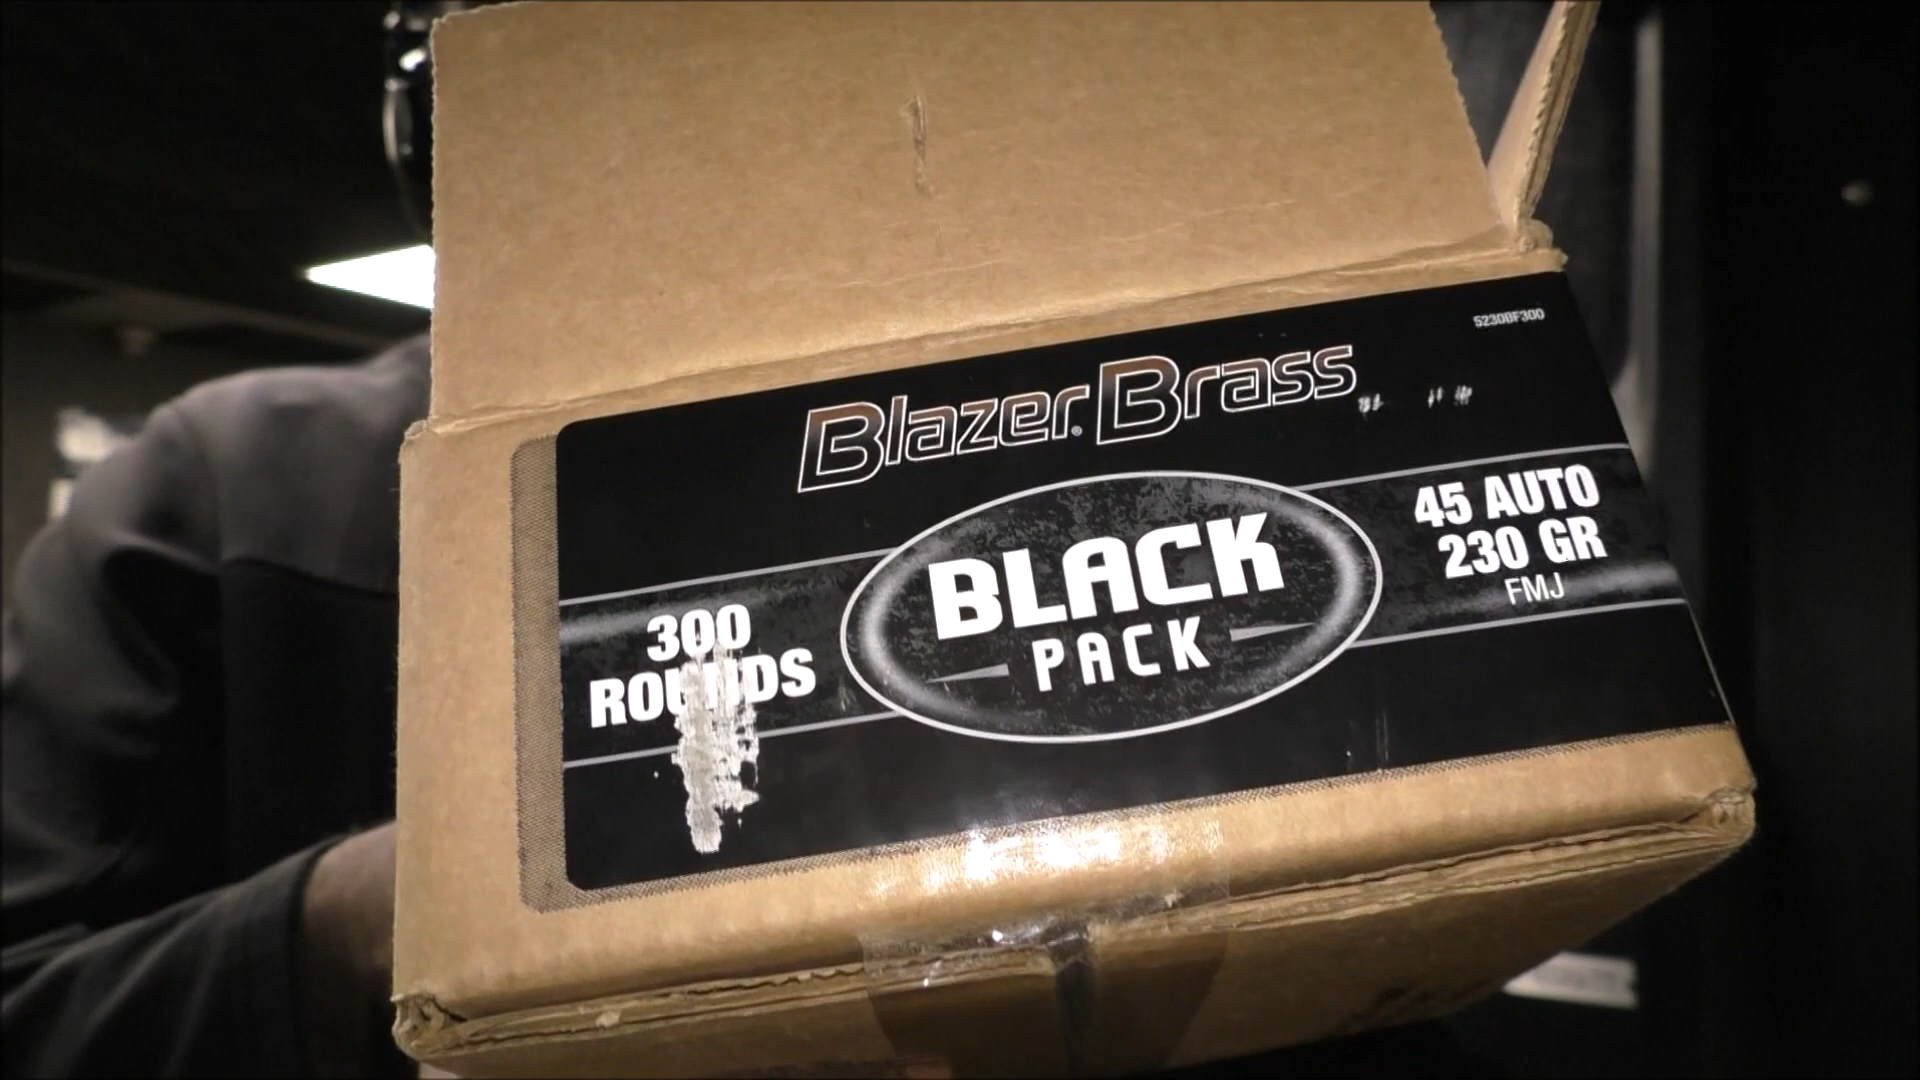 5230BF300
Blazer® Brass
300
ROUNDS
BLACK
PACK
45 AUTO
230 GR
FMJ